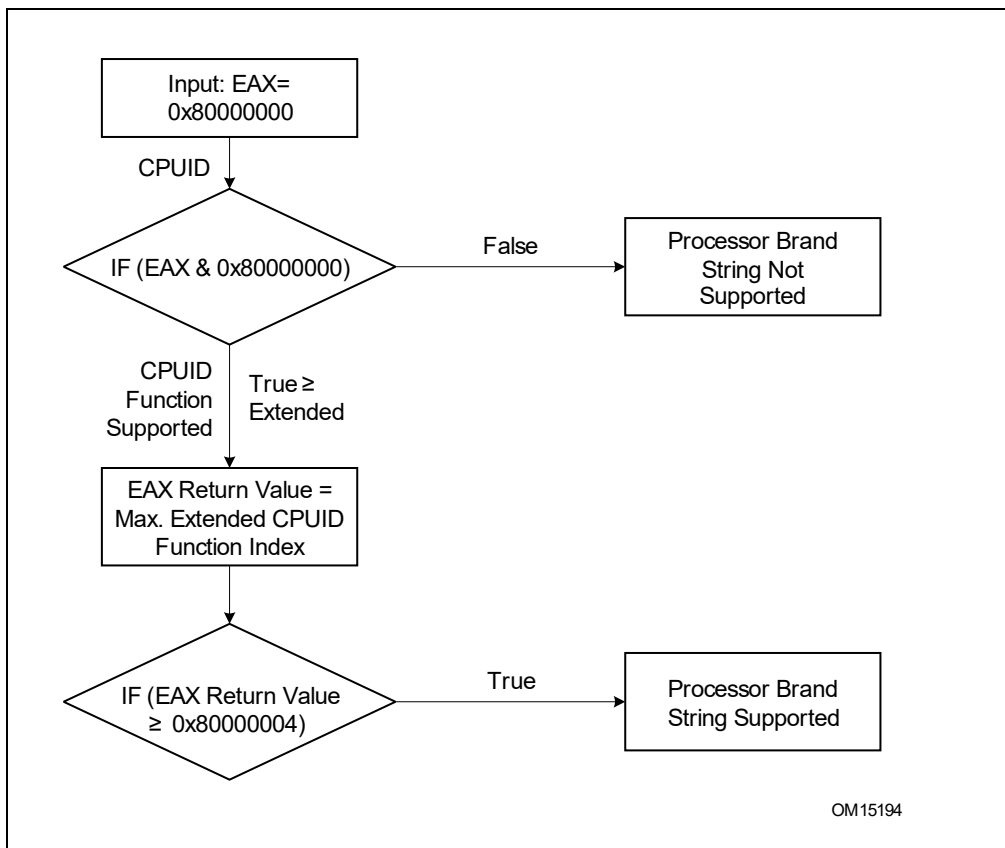 Input: EAX=
0x80000000
CPUID
IF (EAX & 0x80000000)
False
Processor Brand
String Not
Supported
CPUID
Function
Supported
True ≥
Extended
EAX Return Value =
Max. Extended CPUID
Function Index
IF (EAX Return Value
≥ 0x80000004)
True
Processor Brand
String Supported
OM15194